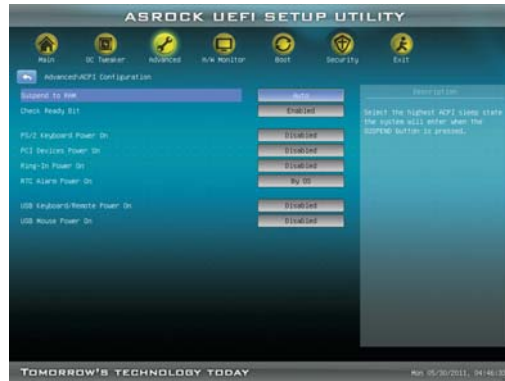 ASROCK UEFI SETUP UTILITY
Main OC Tweaker Advanced H/W Monitor Boot Security Exit
Advanced\ACPI Configuration
Suspend to RAM Auto
Check Ready Bit Enabled
PS/2 Keyboard Power On Disabled
PCI Devices Power On Disabled
Ring-In Power On Disabled
RTC Alarm Power On By OS
USB Keyboard/Remote Power On Disabled
USB Mouse Power On Disabled
Description
Select the highest ACPI sleep state
the system will enter when the
SUSPEND button is pressed.
TOMORROW'S TECHNOLOGY TODAY
Mon 05/30/2011,